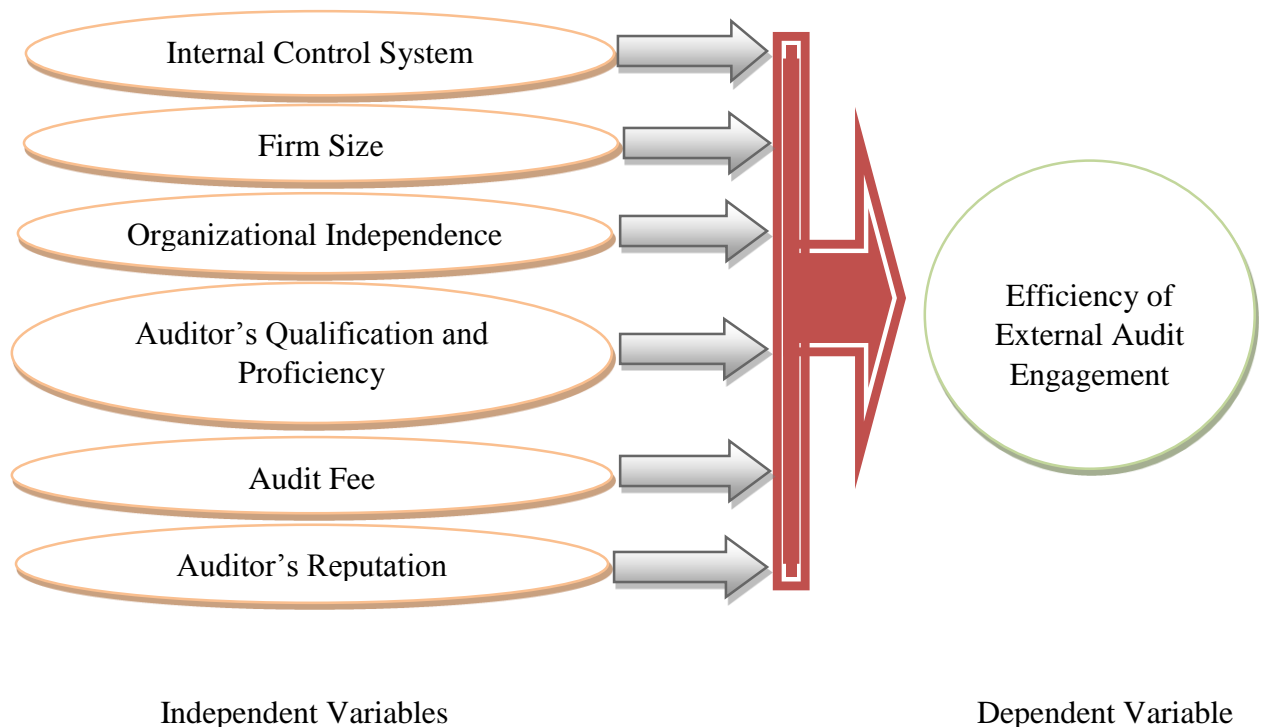 Internal Control System
Firm Size
Organizational Independence
Auditor’s Qualification and
Proficiency
Audit Fee
Auditor’s Reputation
Efficiency of
External Audit
Engagement
Independent Variables
Dependent Variable